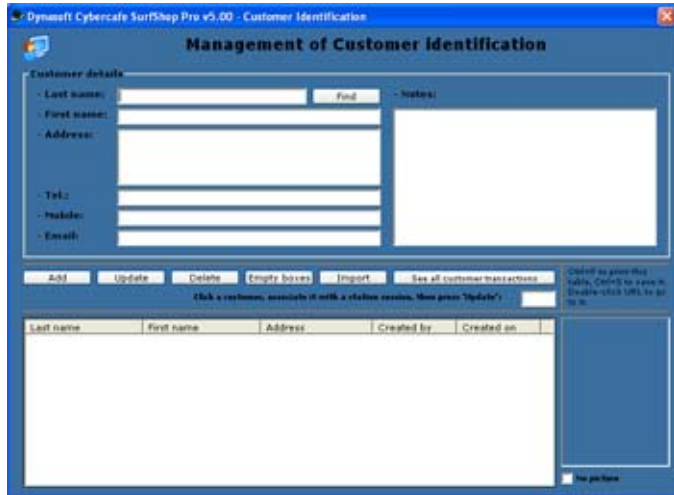 Dynasoft Cybercafe SurfShop Pro v5.00 - Customer Identification
Management of Customer Identification
Customer details
- Last name:
Find
- Notes:
- First name:
- Address:
- Tel.:
- Mobile:
- Email:
Add Update Delete Empty boxes Import See all customer transactions
Ctrl+P to print this
table, Ctrl+S to save it.
Double-click URL to go
to it.
Click a customer, associate it with a station session, then press 'Update':
Last name First name Address Created by Created on
No picture